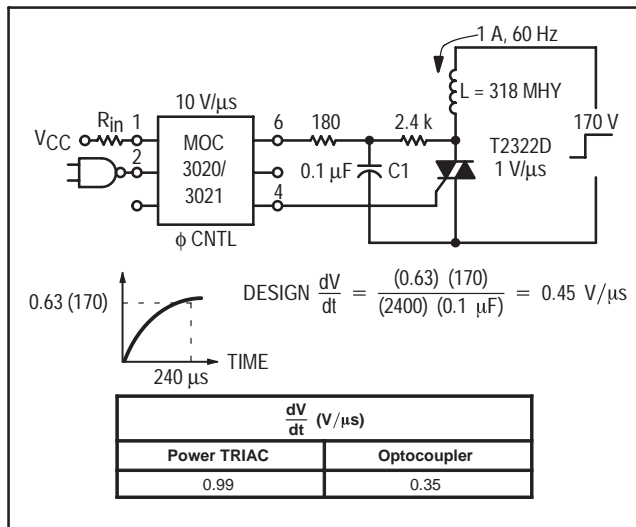 1 A, 60 Hz
L = 318 MHY
10 V/μs
Rin 1 6 180 2.4 k 170 V
VCC MOC T2322D
2 3020/ 0.1 μF C1 1 V/μs
3021 4
φ CNTL
DESIGN dV/dt = (0.63) (170) / (2400) (0.1 μF) = 0.45 V/μs
0.63 (170)
TIME
240 μs
dV/dt (V/μs)
Power TRIAC Optocoupler
0.99 0.35